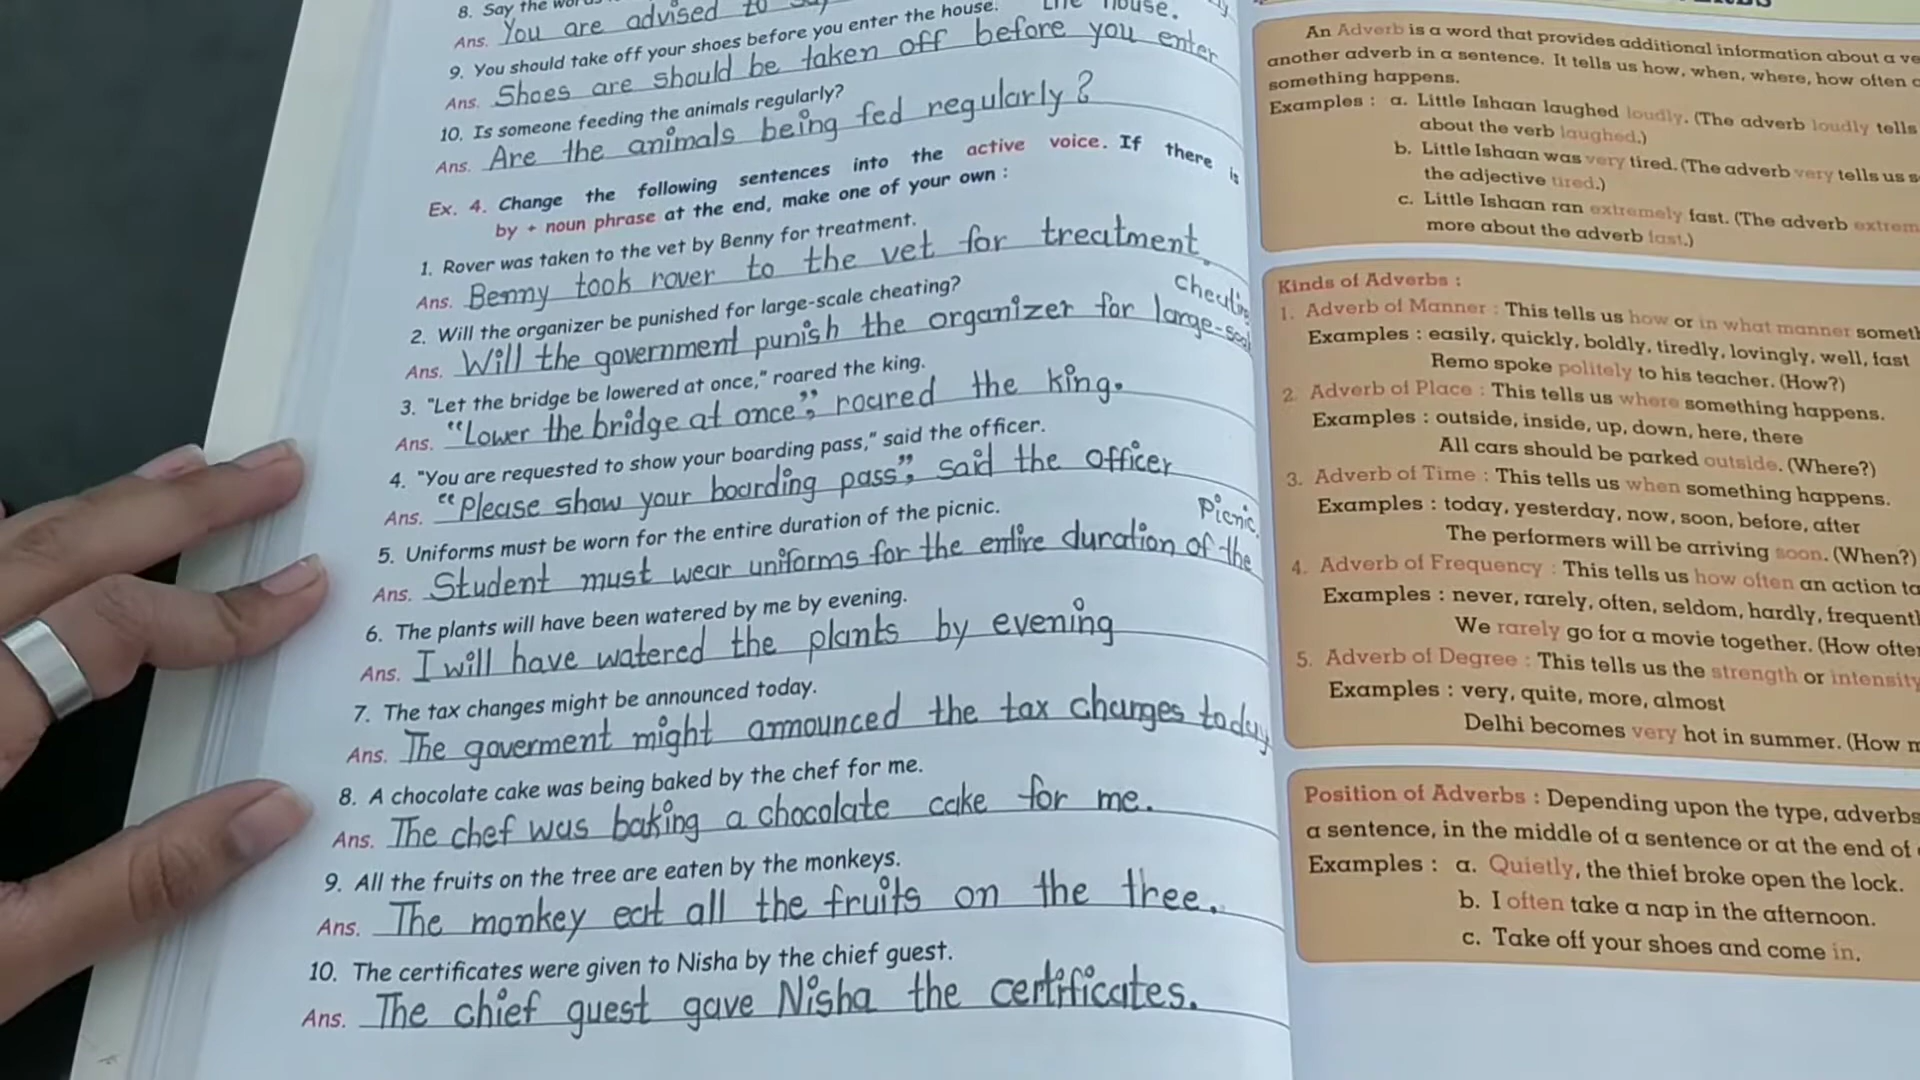 8. Say the
Ans. You are advised to
the house.
9. You should take off your shoes before you enter the house.
Ans. Shoes are should be taken off before you enter
10. Is someone feeding the animals regularly?
Ans. Are the animals being fed regularly?
Ex. 4. Change the following sentences into the active voice. If there is
by + noun phrase at the end, make one of your own :
1. Rover was taken to the vet by Benny for treatment.
Ans. Benny took rover to the vet for treatment.
2. Will the organizer be punished for large-scale cheating?
cheating
Ans. Will the government punish the organizer for large-scal
3. "Let the bridge be lowered at once," roared the king.
Ans. "Lower the bridge at once", roared the king.
4. "You are requested to show your boarding pass," said the officer.
Ans. "Please show your boarding pass", said the officer
5. Uniforms must be worn for the entire duration of the picnic.
Picnic.
Ans. Student must wear uniforms for the entire duration of the
6. The plants will have been watered by me by evening.
Ans. I will have watered the plants by evening
7. The tax changes might be announced today.
Ans. The goverment might announced the tax changes today
8. A chocolate cake was being baked by the chef for me.
Ans. The chef was baking a chocolate cake for me.
9. All the fruits on the tree are eaten by the monkeys.
Ans. The monkey eat all the fruits on the tree.
10. The certificates were given to Nisha by the chief guest.
Ans. The chief guest gave Nisha the certificates.
An Adverb is a word that provides additional information about a ve
another adverb in a sentence. It tells us how, when, where, how often o
something happens.
Examples : a. Little Ishaan laughed loudly. (The adverb loudly tells
about the verb laughed.)
b. Little Ishaan was very tired. (The adverb very tells us s
the adjective tired.)
c. Little Ishaan ran extremely fast. (The adverb extrem
more about the adverb fast.)
Kinds of Adverbs :
1. Adverb of Manner : This tells us how or in what manner someth
Examples : easily, quickly, boldly, tiredly, lovingly, well, fast
Remo spoke politely to his teacher. (How?)
2. Adverb of Place : This tells us where something happens.
Examples : outside, inside, up, down, here, there
All cars should be parked outside. (Where?)
3. Adverb of Time : This tells us when something happens.
Examples : today, yesterday, now, soon, before, after
The performers will be arriving soon. (When?)
4. Adverb of Frequency : This tells us how often an action ta
Examples : never, rarely, often, seldom, hardly, frequentl
We rarely go for a movie together. (How often
5. Adverb of Degree : This tells us the strength or intensity
Examples : very, quite, more, almost
Delhi becomes very hot in summer. (How m
Position of Adverbs : Depending upon the type, adverbs
a sentence, in the middle of a sentence or at the end of
Examples : a. Quietly, the thief broke open the lock.
b. I often take a nap in the afternoon.
c. Take off your shoes and come in.